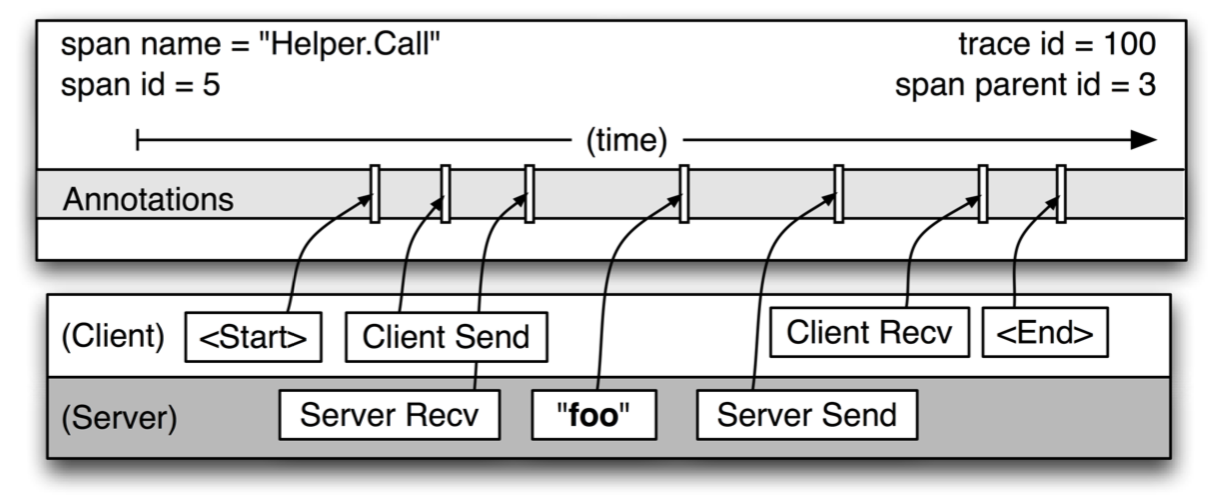 span name = "Helper.Call"
trace id = 100
span id = 5
span parent id = 3
(time)
Annotations
(Client)
<Start>
Client Send
Client Recv
<End>
(Server)
Server Recv
"foo"
Server Send